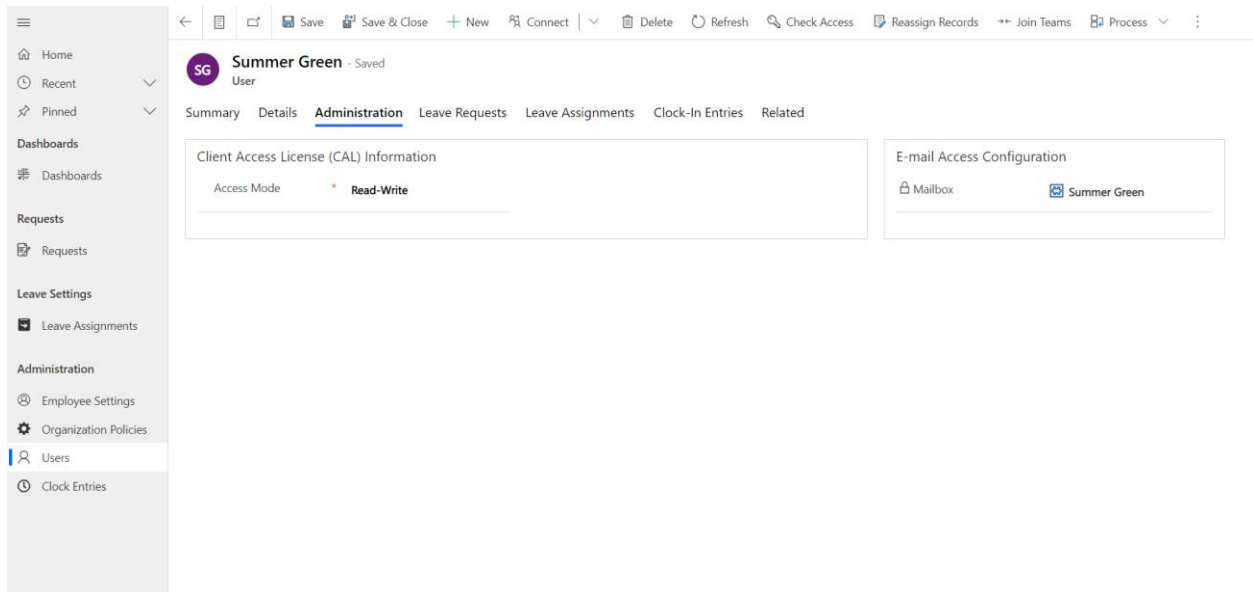 Save Save & Close New Connect Delete Refresh Check Access Reassign Records Join Teams Process
Home
Recent
Pinned
Dashboards
Dashboards
Requests
Requests
Leave Settings
Leave Assignments
Administration
Employee Settings
Organization Policies
Users
Clock Entries
SG
Summer Green - Saved
User
Summary Details Administration Leave Requests Leave Assignments Clock-In Entries Related
Client Access License (CAL) Information
Access Mode * Read-Write
E-mail Access Configuration
Mailbox Summer Green